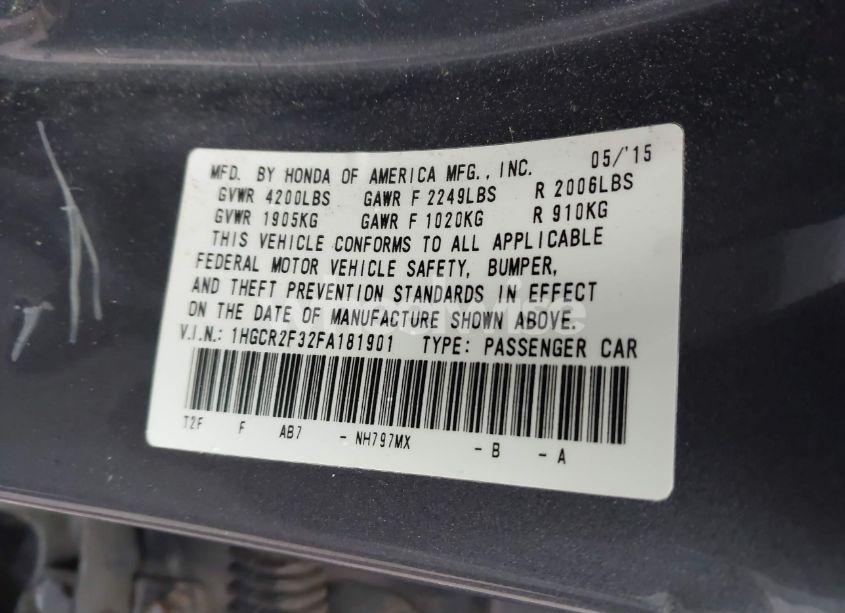 MFD. BY HONDA OF AMERICA MFG., INC. 05/'15
GVWR 4200LBS GAWR F 2249LBS R 2006LBS
GVWR 1905KG GAWR F 1020KG R 910KG
THIS VEHICLE CONFORMS TO ALL APPLICABLE
FEDERAL MOTOR VEHICLE SAFETY, BUMPER,
AND THEFT PREVENTION STANDARDS IN EFFECT
ON THE DATE OF MANUFACTURE SHOWN ABOVE.
V.I.N.: 1HGCR2F32FA181901 TYPE: PASSENGER CAR
T2F F AB7 - NH797MX - B - A